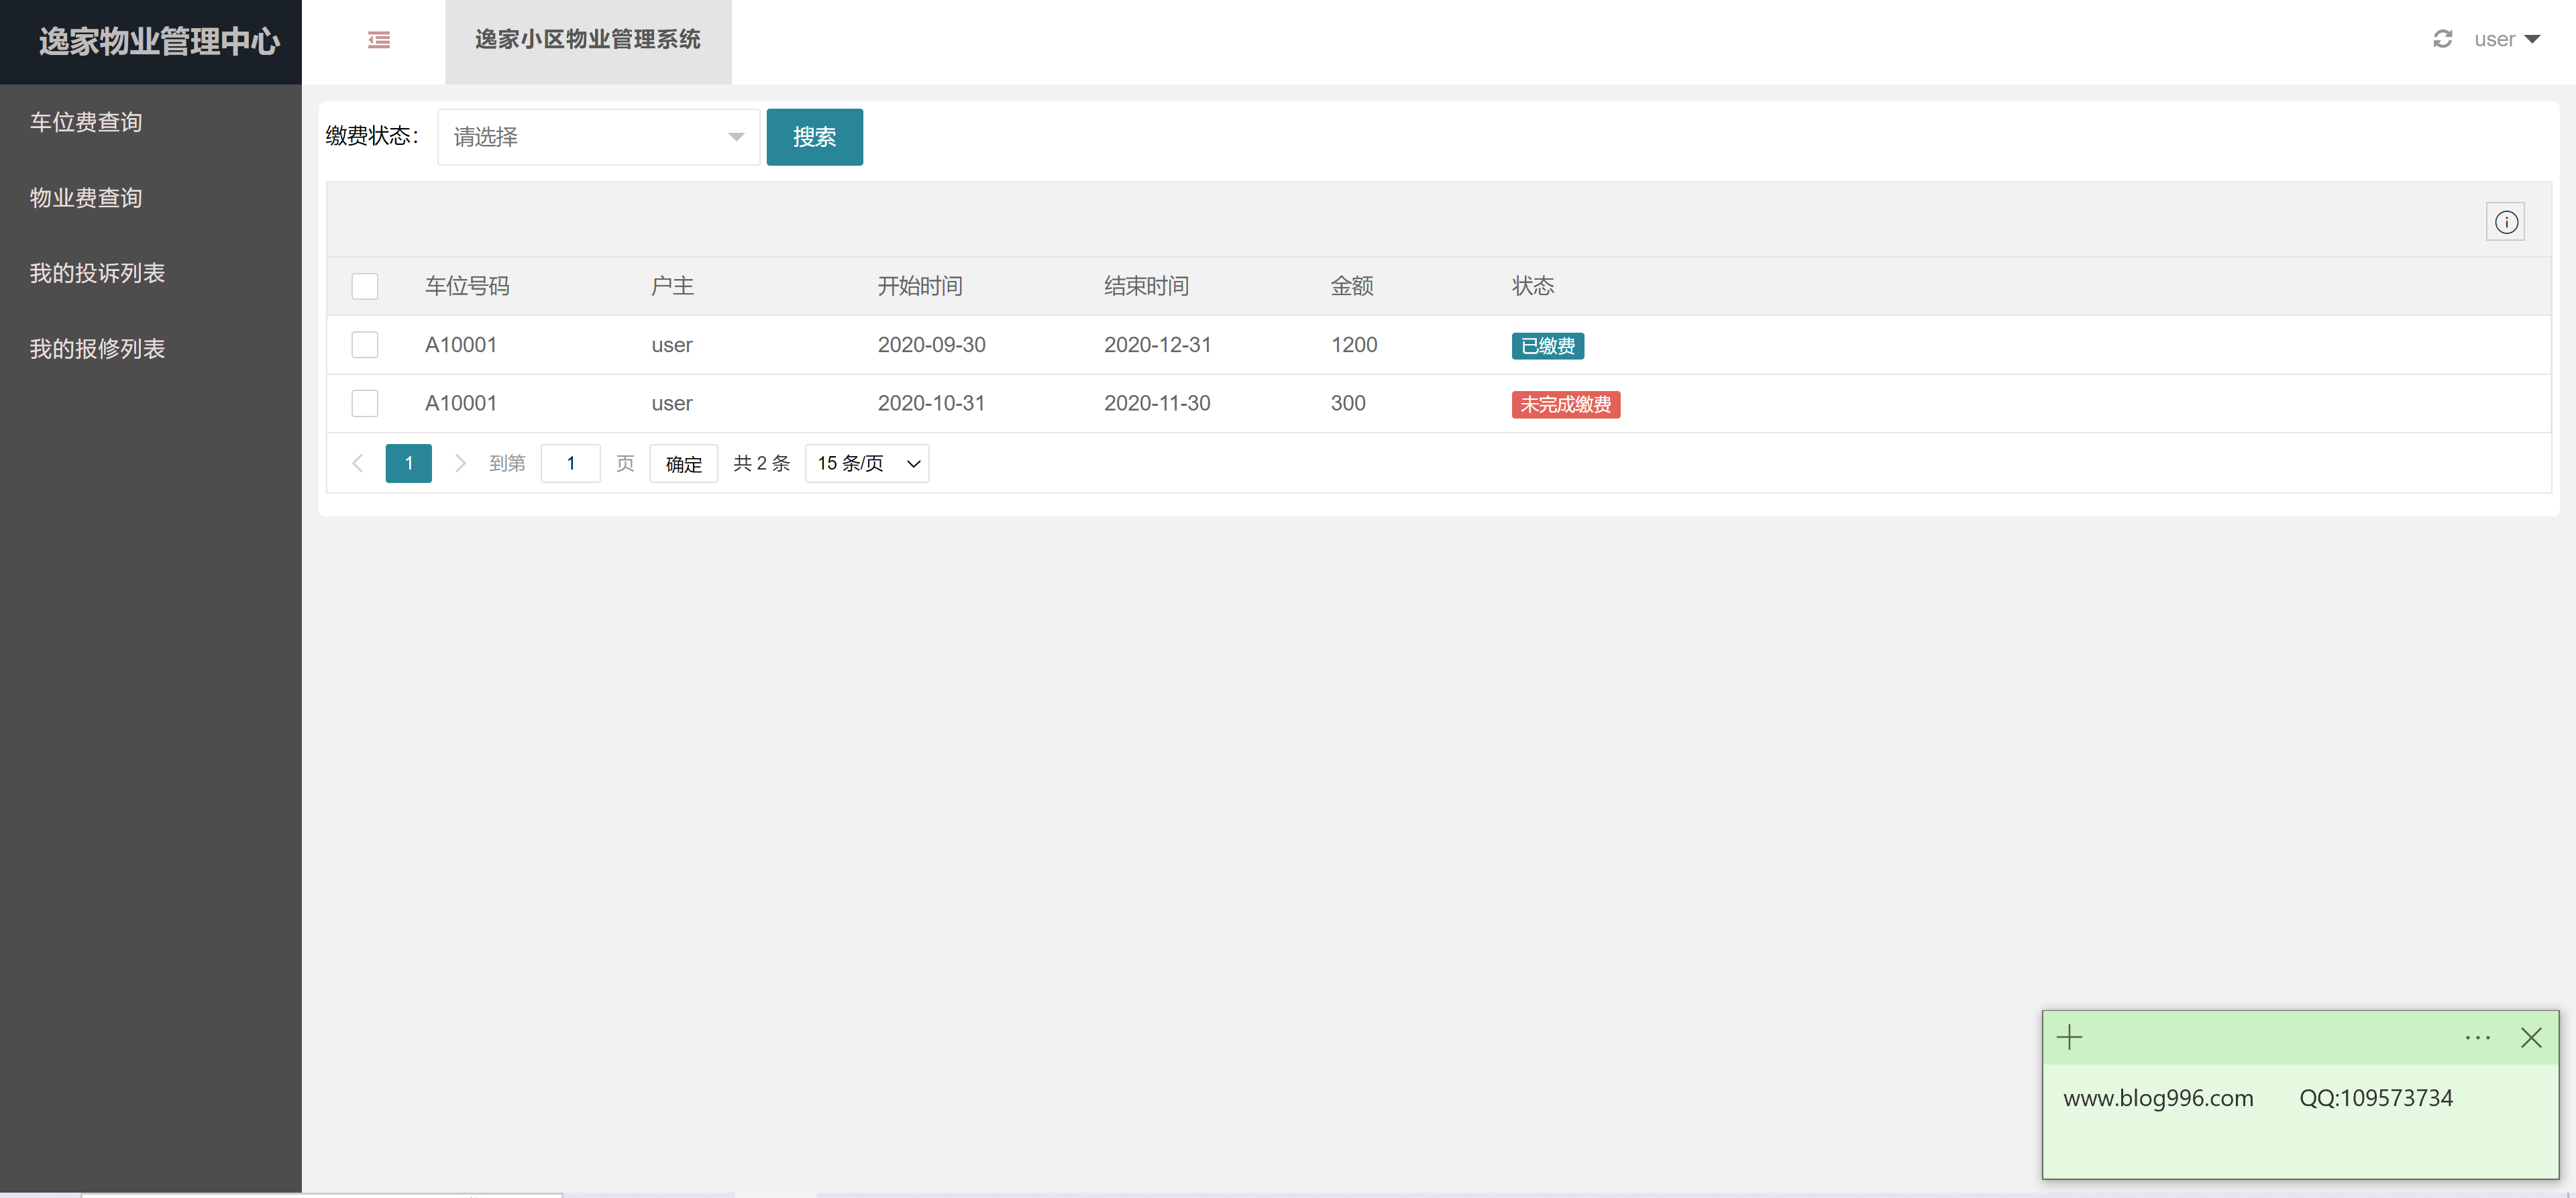 逸家物业管理中心
逸家小区物业管理系统
user
车位费查询
物业费查询
我的投诉列表
我的报修列表
缴费状态：
请选择
搜索
车位号码 户主 开始时间 结束时间 金额 状态
A10001 user 2020-09-30 2020-12-31 1200 已缴费
A10001 user 2020-10-31 2020-11-30 300 未完成缴费
1 到第 1 页 确定 共 2 条 15 条/页
www.blog996.com QQ:109573734